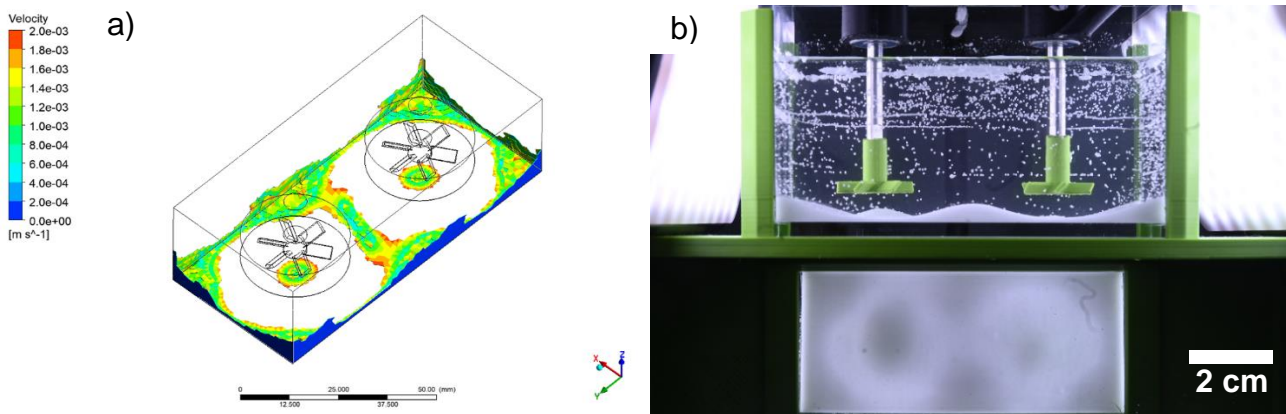 Velocity
2.0e-03
1.8e-03
1.6e-03
1.4e-03
1.2e-03
1.0e-03
8.0e-04
6.0e-04
4.0e-04
2.0e-04
0.0e+00
[m s^-1]
a)
X
Z
Y
0 25.000 50.00 (mm)
12.500 37.500
b)
2 cm